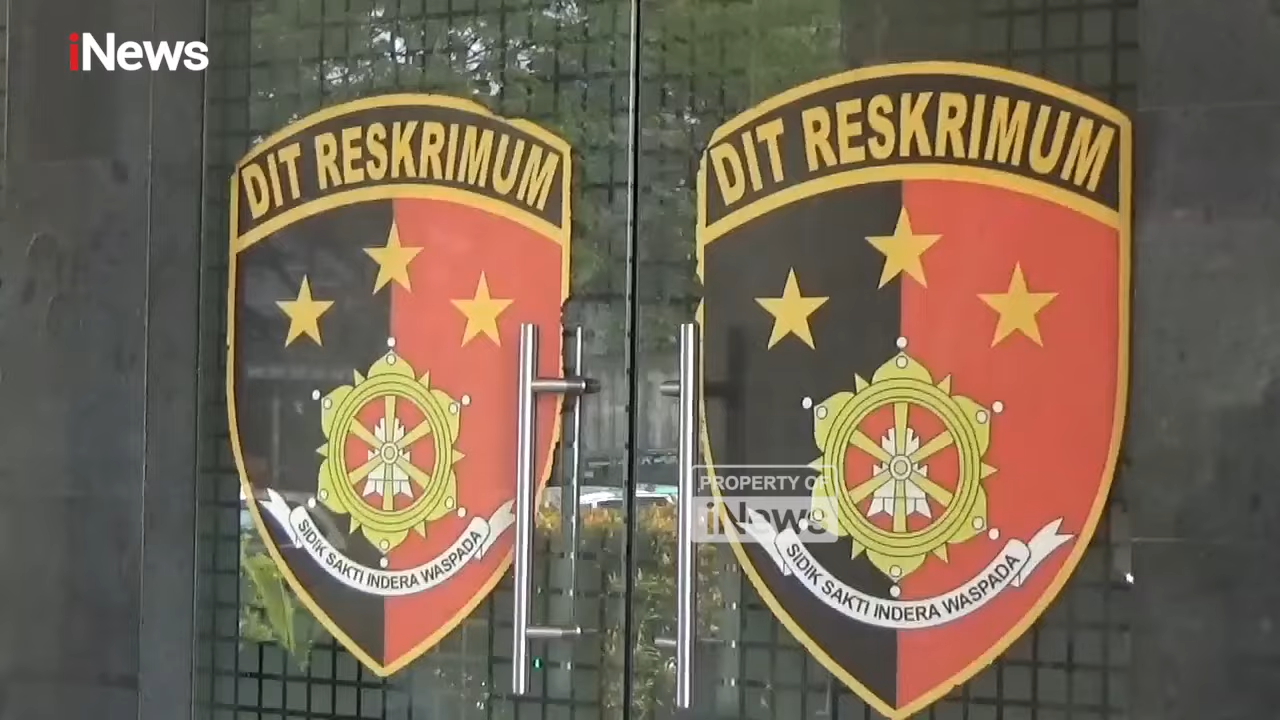 iNews
DIT RESKRIMUM
SIDIK SAKTI INDERA WASPADA
DIT RESKRIMUM
SIDIK SAKTI INDERA WASPADA
PROPERTY OF
iNews